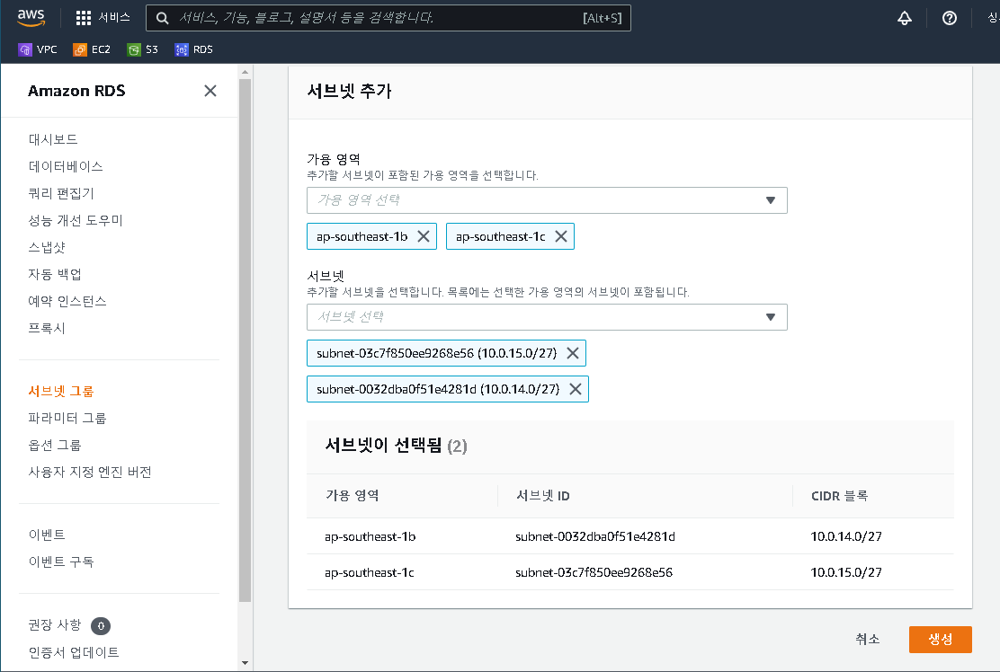 aws
서비스
서비스, 기능, 블로그, 설명서 등을 검색합니다.
[Alt+S]
VPC
EC2
S3
RDS
Amazon RDS
대시보드
데이터베이스
쿼리 편집기
성능 개선 도우미
스냅샷
자동 백업
예약 인스턴스
프록시
서브넷 그룹
파라미터 그룹
옵션 그룹
사용자 지정 엔진 버전
이벤트
이벤트 구독
권장 사항 0
인증서 업데이트
서브넷 추가
가용 영역
추가할 서브넷이 포함된 가용 영역을 선택합니다.
가용 영역 선택
ap-southeast-1b
ap-southeast-1c
서브넷
추가할 서브넷을 선택합니다. 목록에는 선택한 가용 영역의 서브넷이 포함됩니다.
서브넷 선택
subnet-03c7f850ee9268e56 (10.0.15.0/27)
subnet-0032dba0f51e4281d (10.0.14.0/27)
서브넷이 선택됨 (2)
가용 영역 서브넷 ID CIDR 블록
ap-southeast-1b subnet-0032dba0f51e4281d 10.0.14.0/27
ap-southeast-1c subnet-03c7f850ee9268e56 10.0.15.0/27
취소
생성